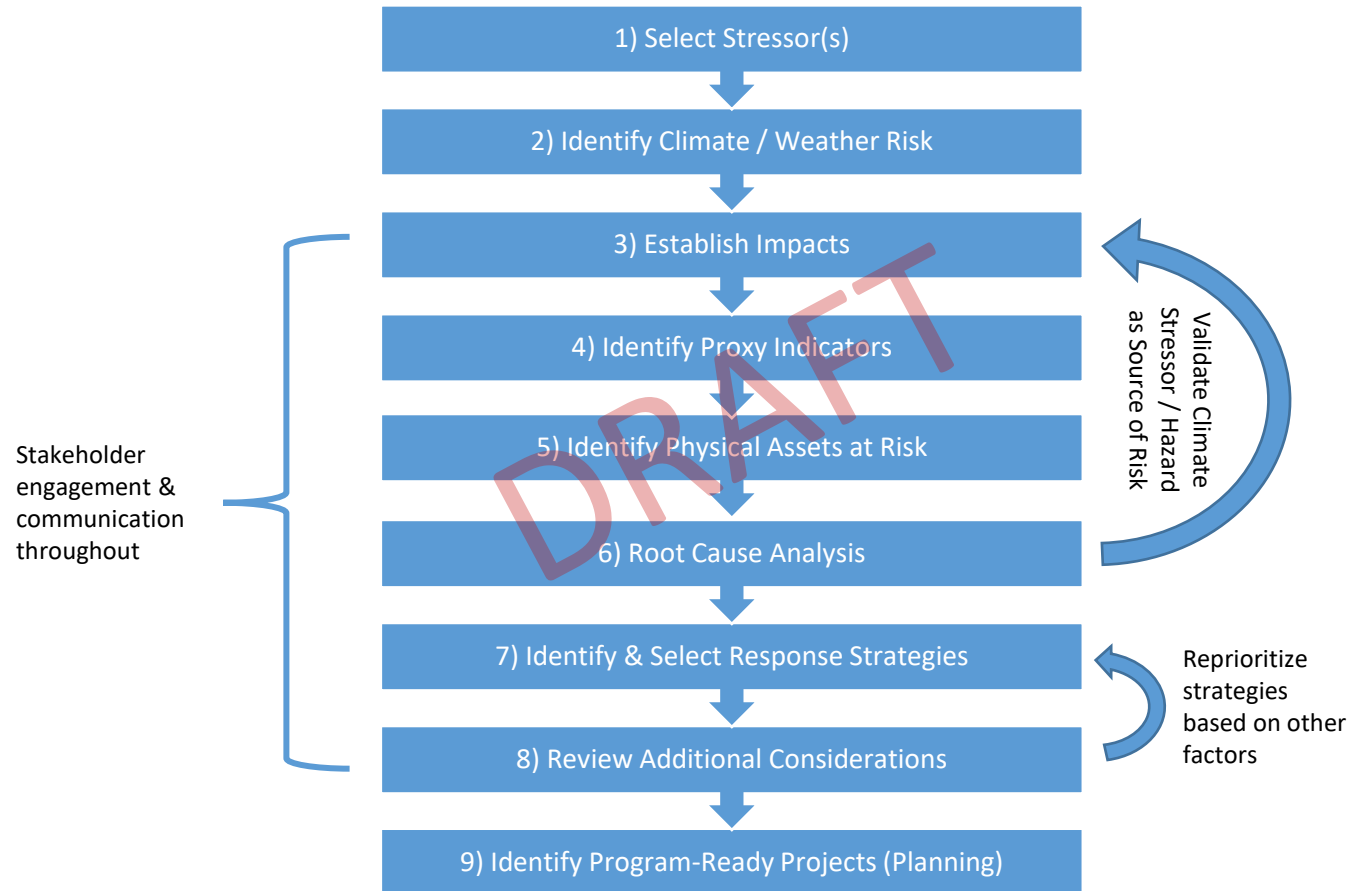 1) Select Stressor(s)
2) Identify Climate / Weather Risk
3) Establish Impacts
4) Identify Proxy Indicators
5) Identify Physical Assets at Risk
6) Root Cause Analysis
7) Identify & Select Response Strategies
8) Review Additional Considerations
9) Identify Program-Ready Projects (Planning)
Stakeholder
engagement &
communication
throughout
Validate Climate
Stressor / Hazard
as Source of Risk
Reprioritize
strategies
based on other
factors
DRAFT